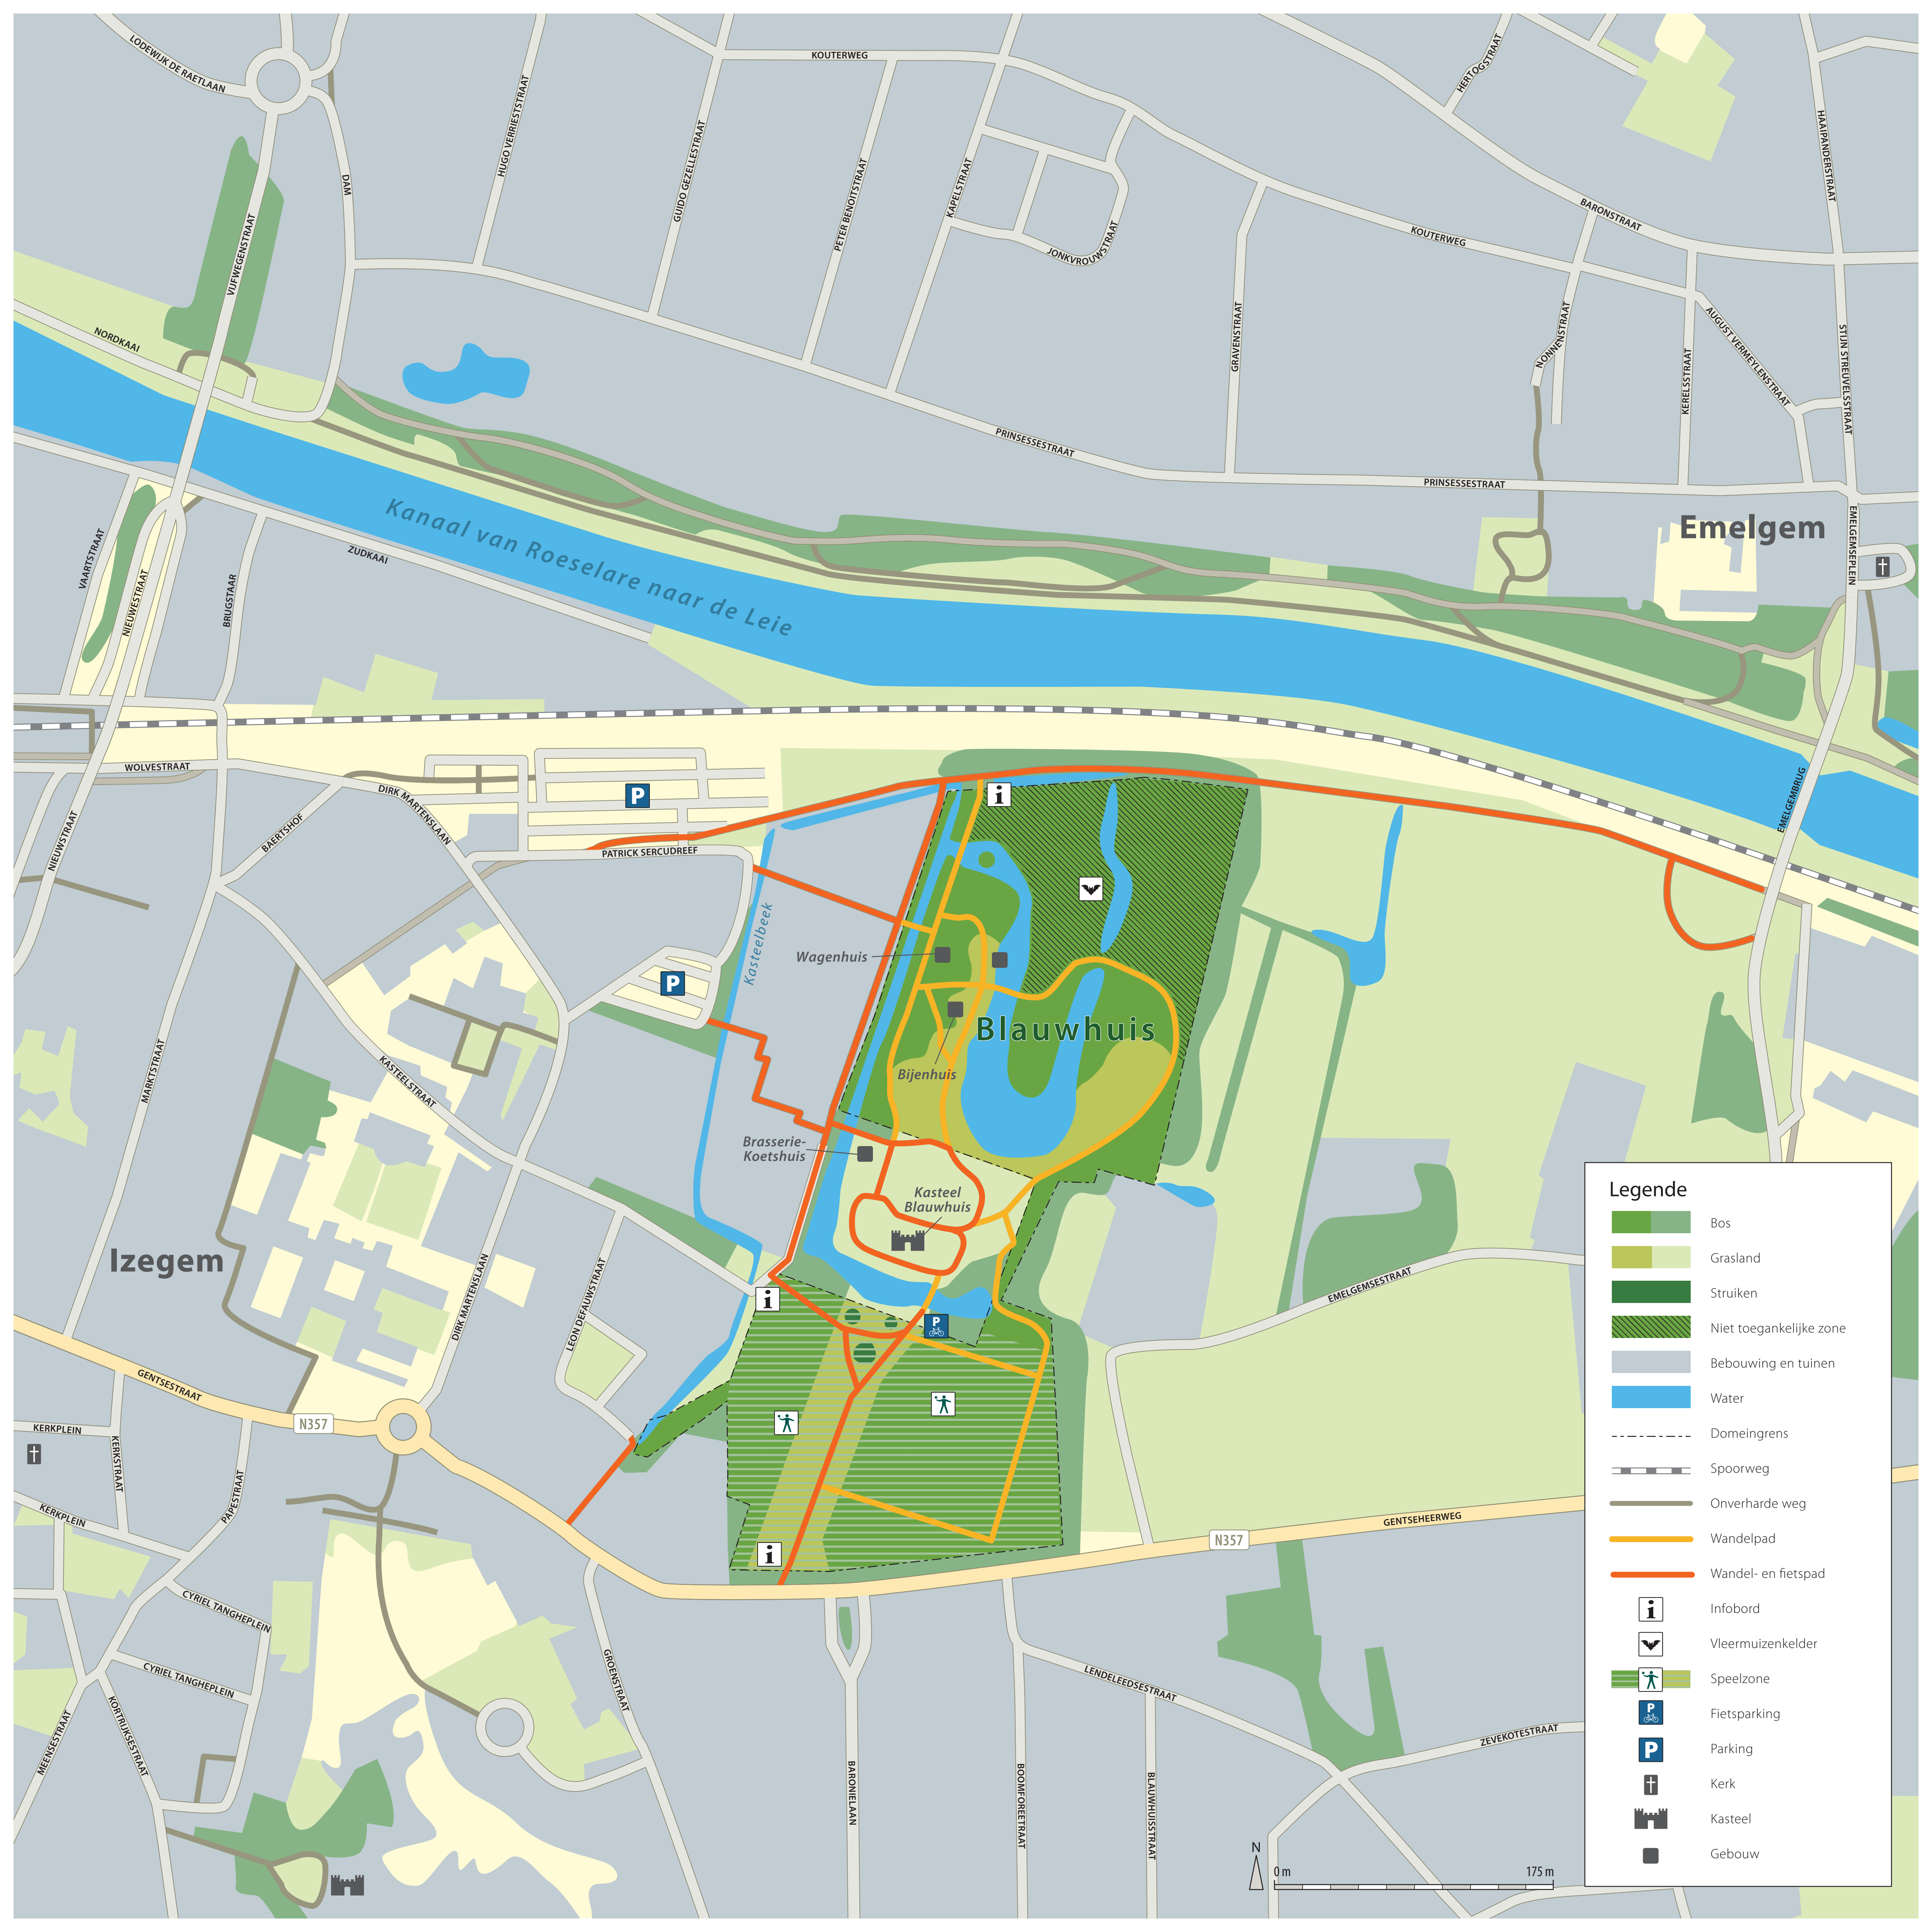 LODEWIJK DE RAETLAAN
KOUTERWEG
HERTOGSTRAAT
HUGO VERRIESTSTRAAT
GUIDO GEZELLESTRAAT
PETER BENOITSTRAAT
KAPELSTRAAT
HAAIPANDERSTRAAT
DAM
VIJFWEGENSTRAAT
JONKVROUWSTRAAT
KOUTERWEG
BARONSTRAAT
NORDKAAI
GRAVENSTRAAT
NONNENSTRAAT
KERELSSTRAAT
AUGUST VERMEYLENSTRAAT
STIJN STREUVELSSTRAAT
PRINSESSESTRAAT
PRINSESSESTRAAT
Emelgem
EMELGEMSEPLEIN
Kanaal van Roeselare naar de Leie
VAARTSTRAAT
NIEUWESTRAAT
BRUGSTAAR
ZUDKAAI
WOLVESTRAAT
DIRK MARTENSLAAN
P
i
EMELGEMBRUG
NIEUWSTRAAT
BAERTSHOF
PATRICK SERCUDREEF
Kasteelbeek
Wagenhuis
P
Blauwhuis
Bijenhuis
MARKTSTRAAT
KASTEELSTRAAT
Brasserie-
Koetshuis
Kasteel
Blauwhuis
Izegem
DIRK MARTENSLAAN
LEON DEFAUWSTRAAT
i
P
EMELGEMSESTRAAT
GENTSESTRAAT
N357
KERKPLEIN
KERKSTRAAT
PAPESTRAAT
KERKPLEIN
i
N357
GENTSEHEERWEG
CYRIEL TANGHEPLEIN
CYRIEL TANGHEPLEIN
MEENSESTRAAT
KORTRIJKSESTRAAT
GROENSTRAAT
BARONIELAAN
BOOMFOREETRAAT
LENDELEEDSESTRAAT
BLAUWHUISSTRAAT
ZEVEKOTESTRAAT
N
0 m
175 m
Legende
Bos
Grasland
Struiken
Niet toegankelijke zone
Bebouwing en tuinen
Water
Domeingrens
Spoorweg
Onverharde weg
Wandelpad
Wandel- en fietspad
i Infobord
Vleermuizenkelder
Speelzone
P Fietsparking
P Parking
Kerk
Kasteel
Gebouw